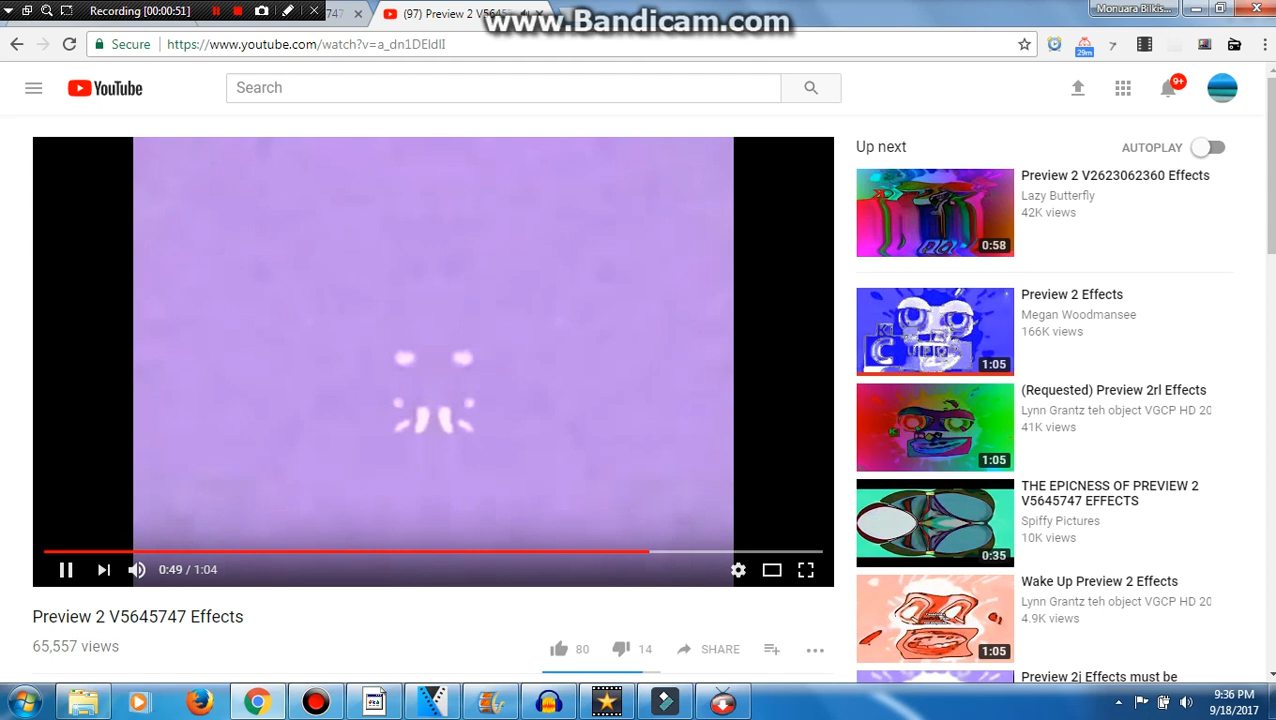 Recording [00:00:51]
747
(97) Preview 2 V5645
www.Bandicam.com
Monuara Bilkis...
Secure
https://www.youtube.com/watch?v=a_dn1DEIdII
29m
YouTube
Search
9+
Up next
AUTOPLAY
Preview 2 V2623062360 Effects
Lazy Butterfly
42K views
0:58
Preview 2 Effects
Megan Woodmansee
166K views
1:05
(Requested) Preview 2rl Effects
Lynn Grantz teh object VGCP HD 20
41K views
1:05
THE EPICNESS OF PREVIEW 2
V5645747 EFFECTS
Spiffy Pictures
10K views
0:35
Wake Up Preview 2 Effects
Lynn Grantz teh object VGCP HD 20
4.9K views
1:05
Preview 2j Effects must be
0:49 / 1:04
Preview 2 V5645747 Effects
65,557 views
80
14
SHARE
9:36 PM
9/18/2017